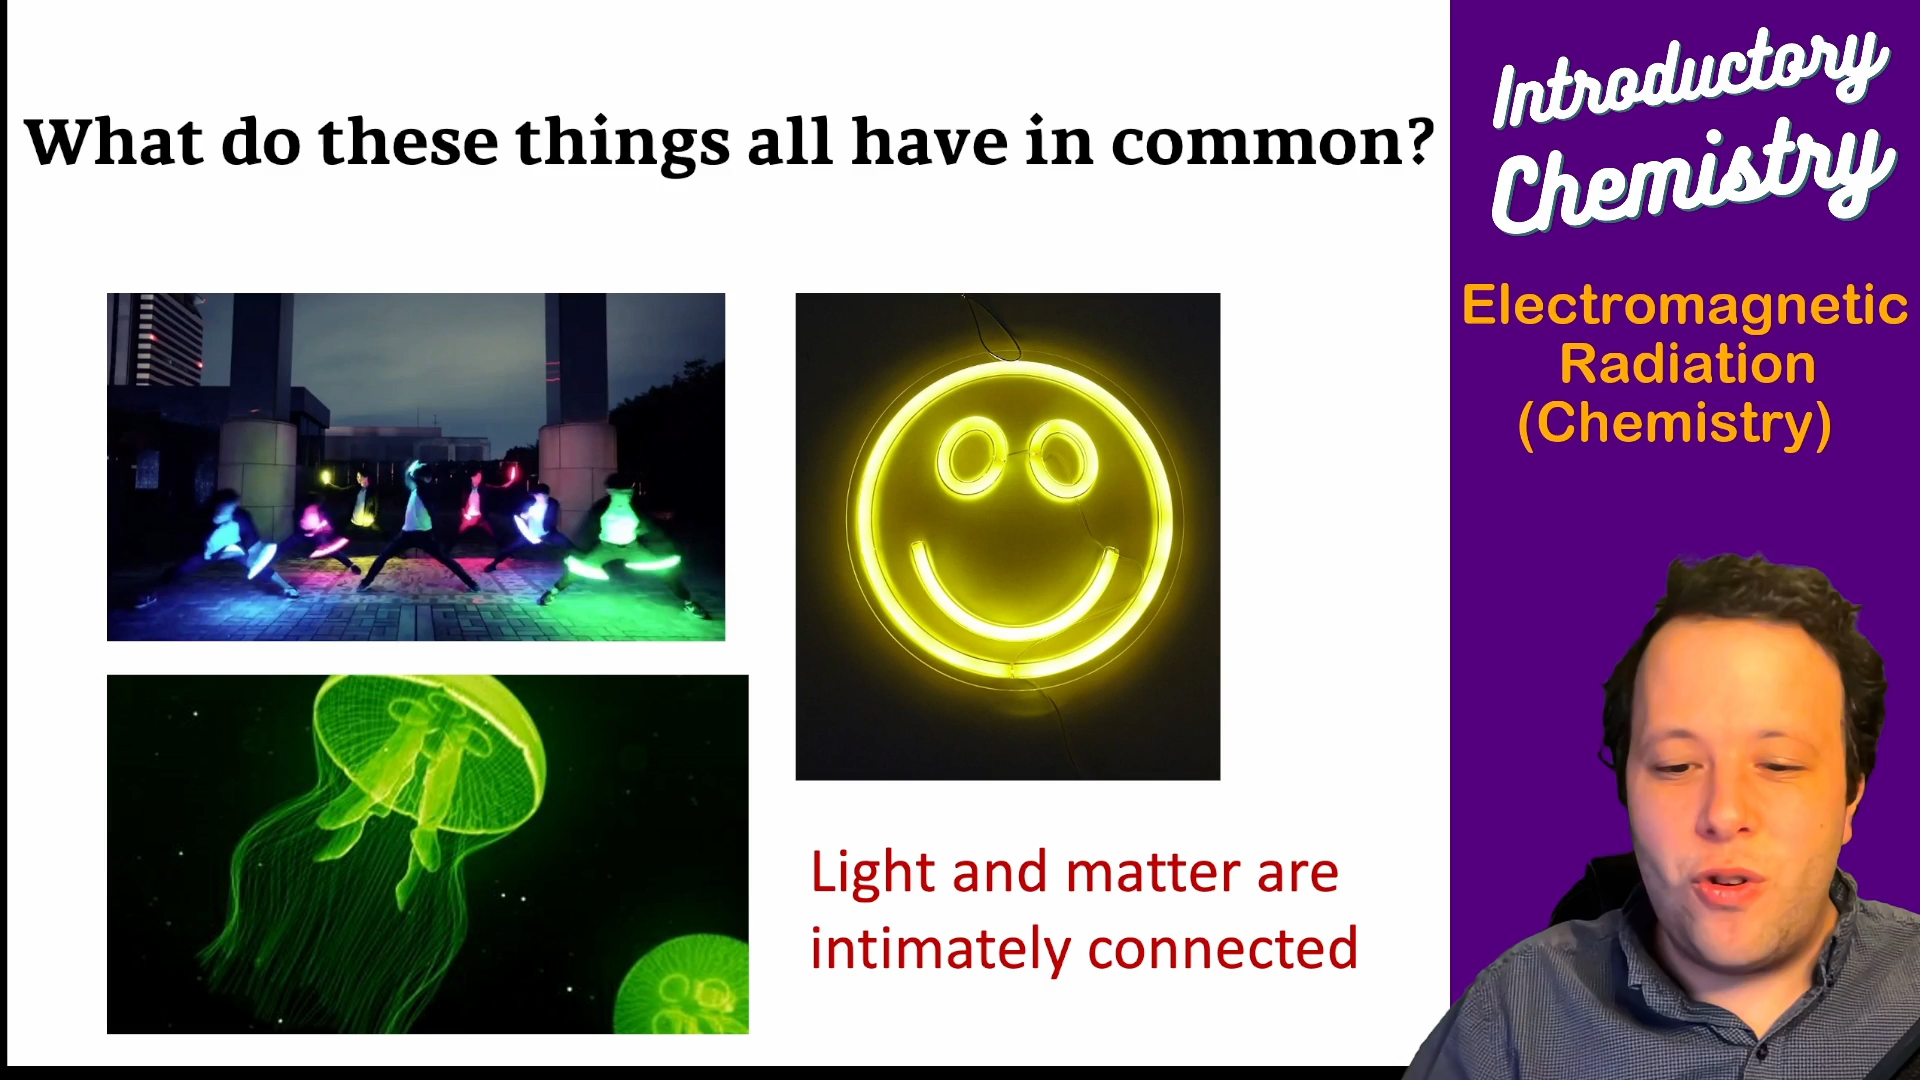 What do these things all have in common?
Light and matter are
intimately connected
Introductory
Chemistry
Electromagnetic
Radiation
(Chemistry)